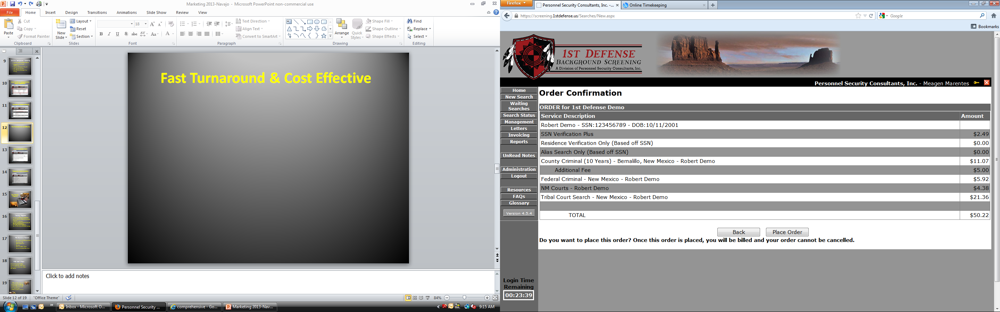 Marketing 2013-Navajo - Microsoft PowerPoint non-commercial use
File Home Insert Design Transitions Animations Slide Show Review View
Paste
Cut
Copy
Format Painter
Clipboard
New Slide
Layout
Reset
Section
Slides
18
Font
Text Direction
Align Text
Convert to SmartArt
Paragraph
Arrange
Quick Styles
Shape Fill
Shape Outline
Shape Effects
Drawing
Find
Replace
Select
Editing
9
10
11
12
13
14
15
16
17
18
19
Fast Turnaround & Cost Effective
Click to add notes
Slide 12 of 19 "Office Theme" 84%
Inbox - Microsoft O... Personnel Security ... comprehensive - Go... Marketing 2013-Nav... 9:15 AM
Firefox
Personnel Security Consultants, Inc. -... Online Timekeeping
https://screening.1stdefense.us/Searches/New.aspx
Google
Bookmarks
1ST DEFENSE
BACKGROUND SCREENING
A Division of Personnel Security Consultants, Inc.
Personnel Security Consultants, Inc. - Meagen Marentes
Home
New Search
Waiting
Searches
Search Status
Management
Letters
Invoicing
Reports
UnRead Notes
Administration
Logout
Resources
FAQs
Glossary
Version 4.5.4
Login Time
Remaining
00:23:39
Order Confirmation
ORDER for 1st Defense Demo
Service Description Amount
Robert Demo - SSN:123456789 - DOB:10/11/2001
SSN Verification Plus $2.49
Residence Verification Only (Based off SSN) $0.00
Alias Search Only (Based off SSN) $0.00
County Criminal (10 Years) - Bernalillo, New Mexico - Robert Demo $11.07
Additional Fee $5.00
Federal Criminal - New Mexico - Robert Demo $5.92
NM Courts - Robert Demo $4.38
Tribal Court Search - New Mexico - Robert Demo $21.36
TOTAL $50.22
Back Place Order
Do you want to place this order? Once this order is placed, you will be billed and your order cannot be cancelled.